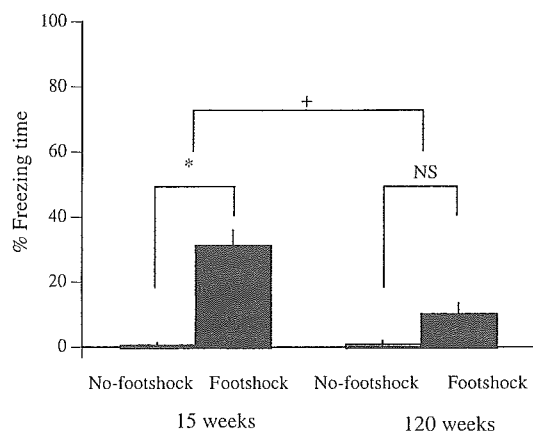 100
80
+
60
% Freezing time
*
NS
40
20
0
No-footshock Footshock No-footshock Footshock
15 weeks 120 weeks